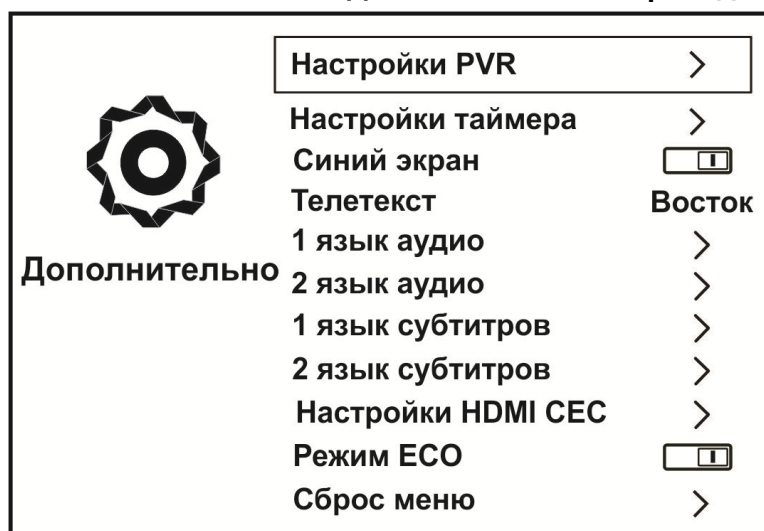 Настройки PVR
Настройки таймера
Синий экран
Телетекст Восток
1 язык аудио
Дополнительно
2 язык аудио
1 язык субтитров
2 язык субтитров
Настройки HDMI CEC
Режим ECO
Сброс меню